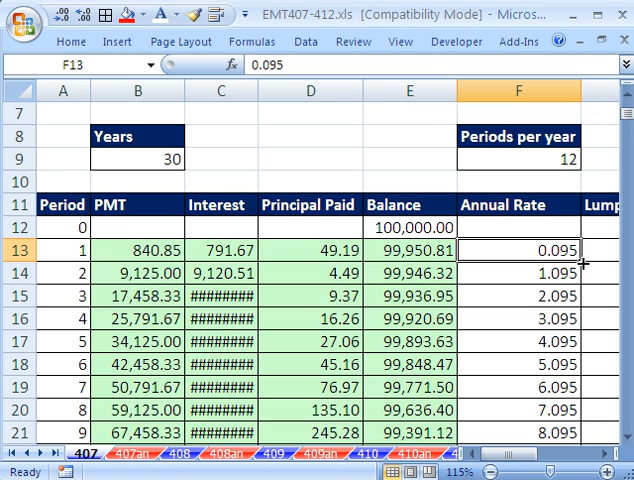 EMT407-412.xls [Compatibility Mode] - Micros...
Home Insert Page Layout Formulas Data Review View Developer Add-Ins
F13 fx 0.095
A B C D E F
7
8 Years Periods per year
9 30 12
10
11 Period PMT Interest Principal Paid Balance Annual Rate Lump
12 0 100,000.00
13 1 840.85 791.67 49.19 99,950.81 0.095
14 2 9,125.00 9,120.51 4.49 99,946.32 1.095
15 3 17,458.33 ######## 9.37 99,936.95 2.095
16 4 25,791.67 ######## 16.26 99,920.69 3.095
17 5 34,125.00 ######## 27.06 99,893.63 4.095
18 6 42,458.33 ######## 45.16 99,848.47 5.095
19 7 50,791.67 ######## 76.97 99,771.50 6.095
20 8 59,125.00 ######## 135.10 99,636.40 7.095
21 9 67,458.33 ######## 245.28 99,391.12 8.095
407 407an 408 408an 409 409an 410 410an
Ready 115%